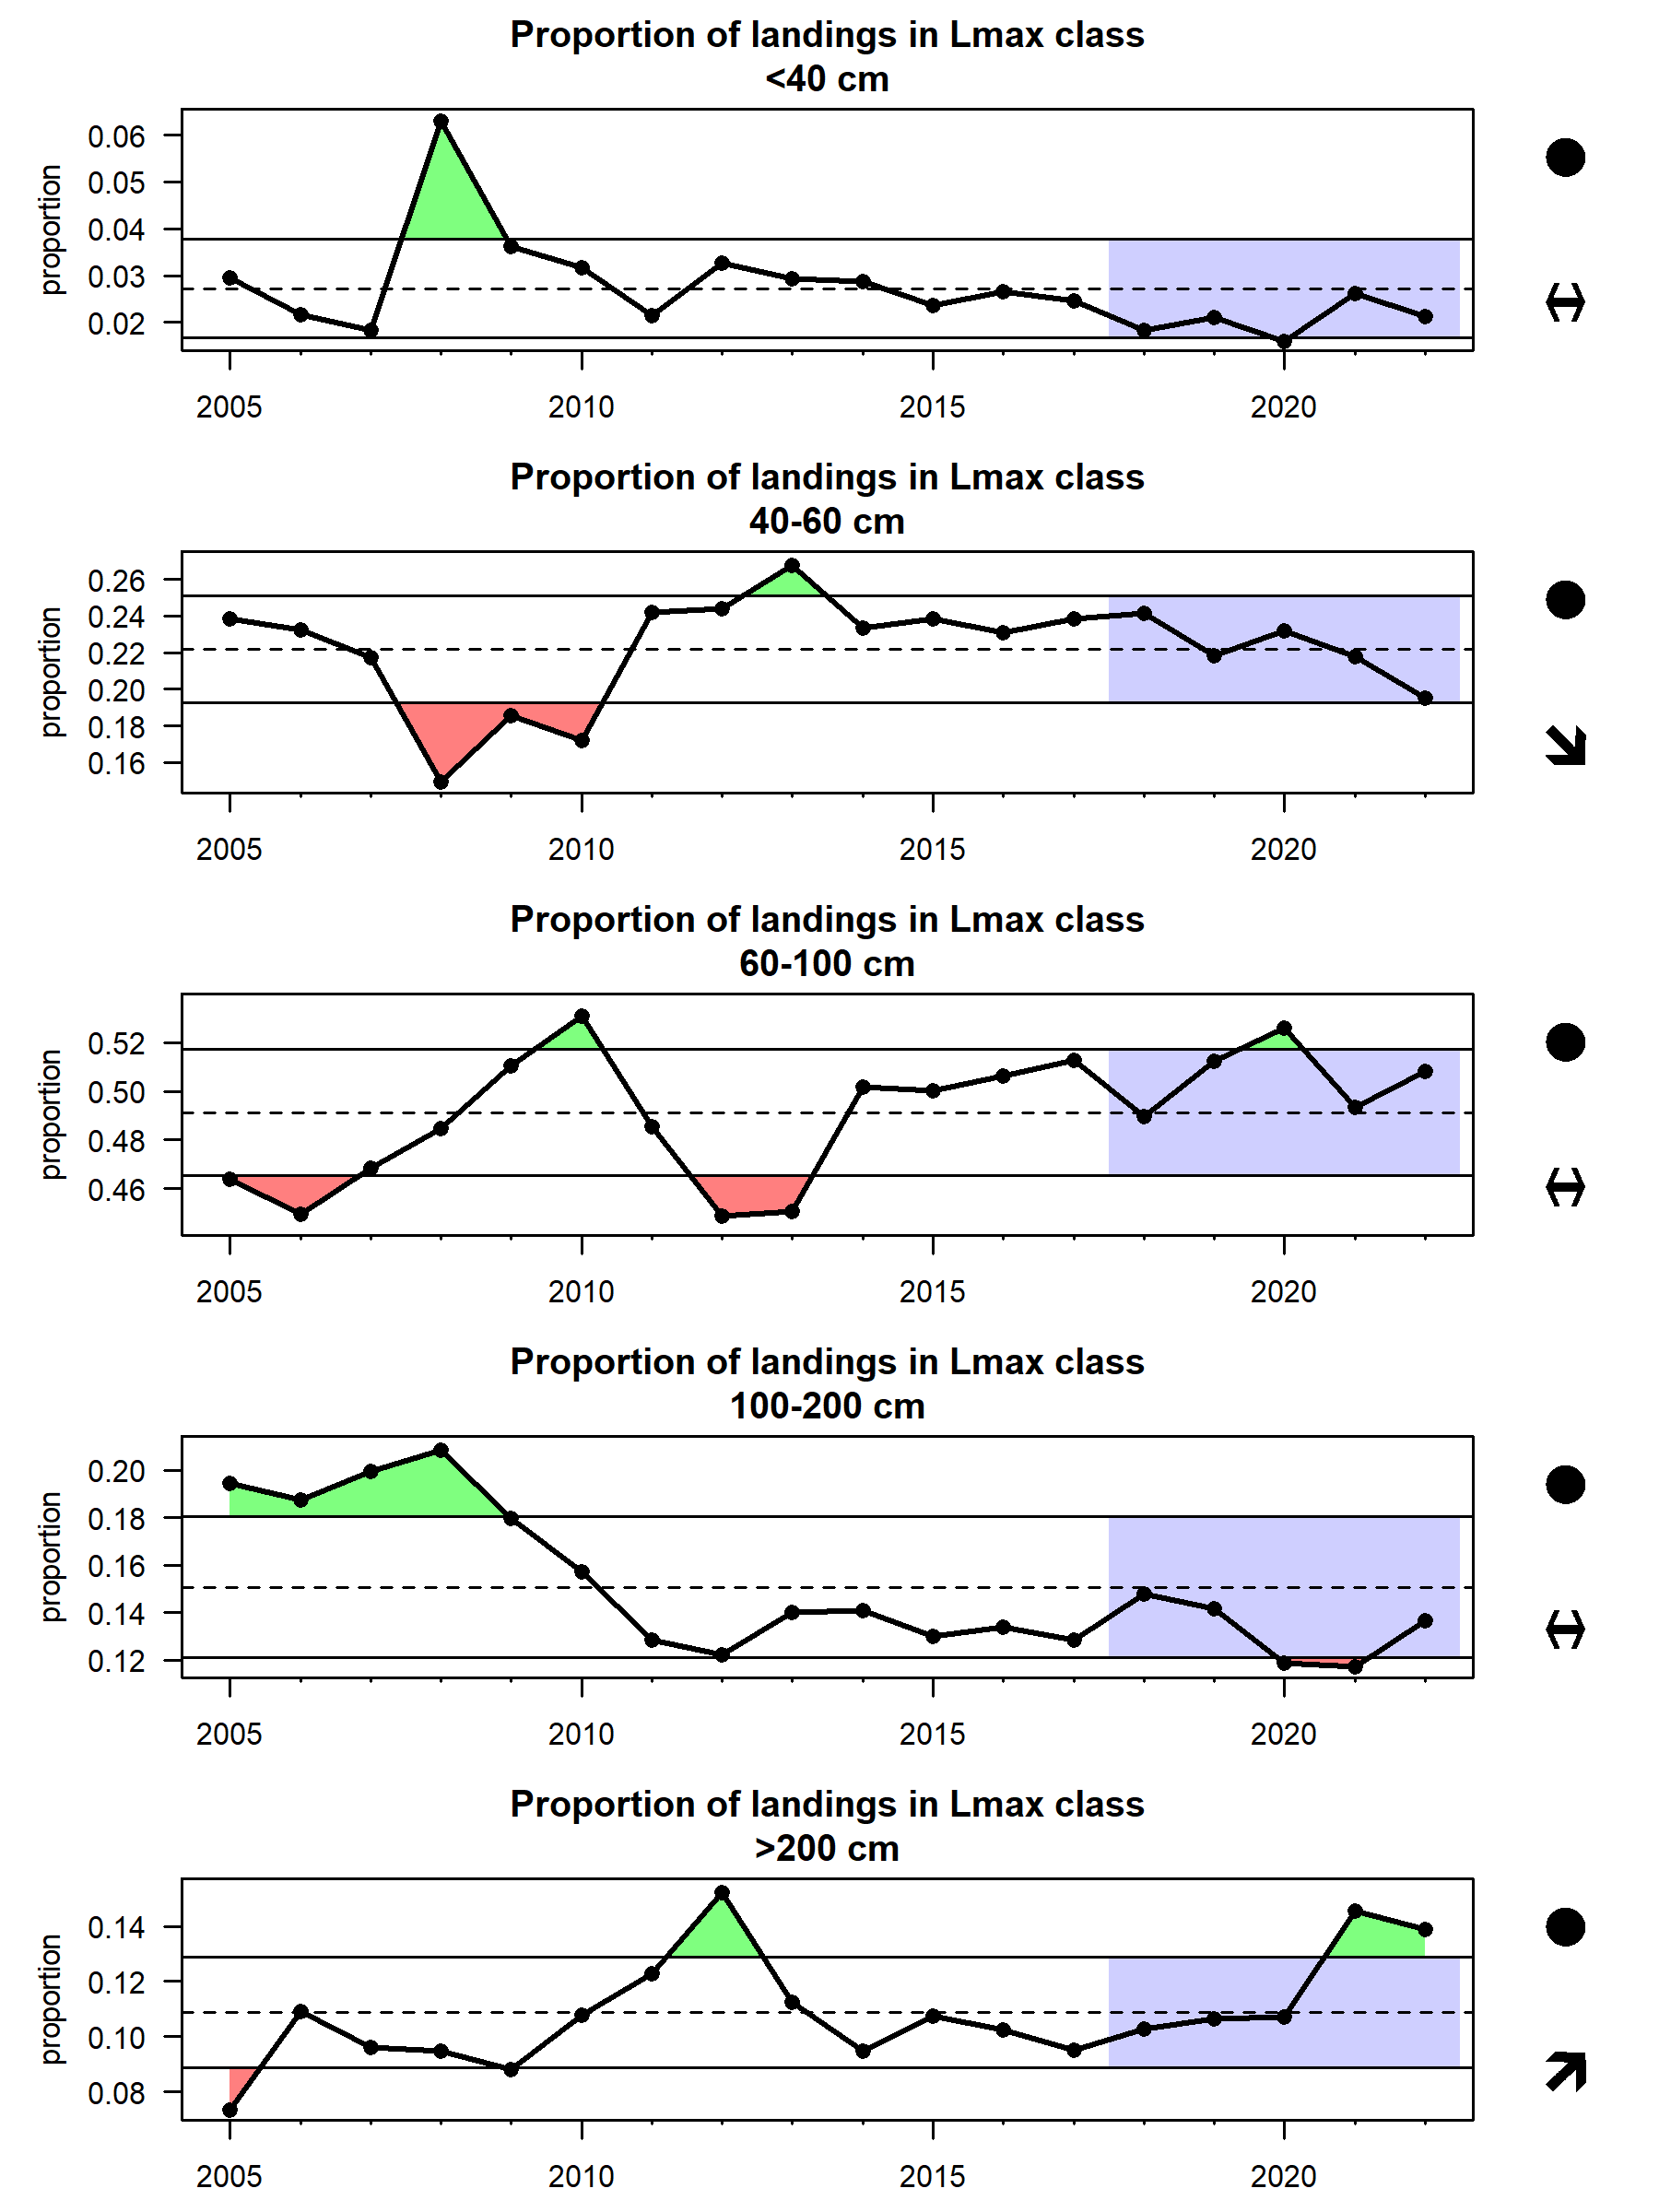 Proportion of landings in Lmax class
<40 cm
proportion
0.06
0.05
0.04
0.03
0.02
2005 2010 2015 2020
Proportion of landings in Lmax class
40-60 cm
proportion
0.26
0.24
0.22
0.20
0.18
0.16
2005 2010 2015 2020
Proportion of landings in Lmax class
60-100 cm
proportion
0.52
0.50
0.48
0.46
2005 2010 2015 2020
Proportion of landings in Lmax class
100-200 cm
proportion
0.20
0.18
0.16
0.14
0.12
2005 2010 2015 2020
Proportion of landings in Lmax class
>200 cm
proportion
0.14
0.12
0.10
0.08
2005 2010 2015 2020